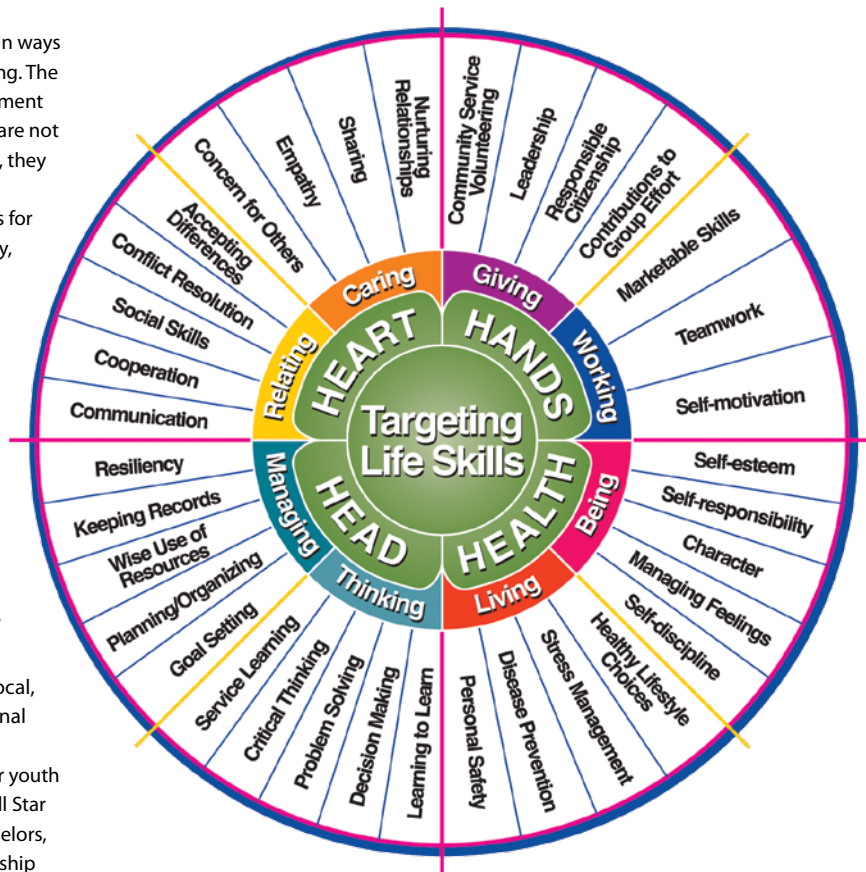 in ways
ng. The
ment
are not
, they
s for
y,
ocal,
nal
r youth
ll Star
elors,
ship
Targeting
Life Skills
HEART
HANDS
HEALTH
HEAD
Relating
Communication
Cooperation
Social Skills
Conflict Resolution
Accepting
Differences
Caring
Concern for Others
Empathy
Sharing
Nurturing
Relationships
Giving
Community Service
Volunteering
Leadership
Responsible
Citizenship
Contributions to
Group Effort
Working
Marketable Skills
Teamwork
Self-motivation
Being
Self-esteem
Self-responsibility
Character
Managing Feelings
Self-discipline
Living
Healthy Lifestyle
Choices
Stress Management
Disease Prevention
Personal Safety
Thinking
Learning to Learn
Decision Making
Problem Solving
Critical Thinking
Service Learning
Managing
Goal Setting
Planning/Organizing
Wise Use of
Resources
Keeping Records
Resiliency